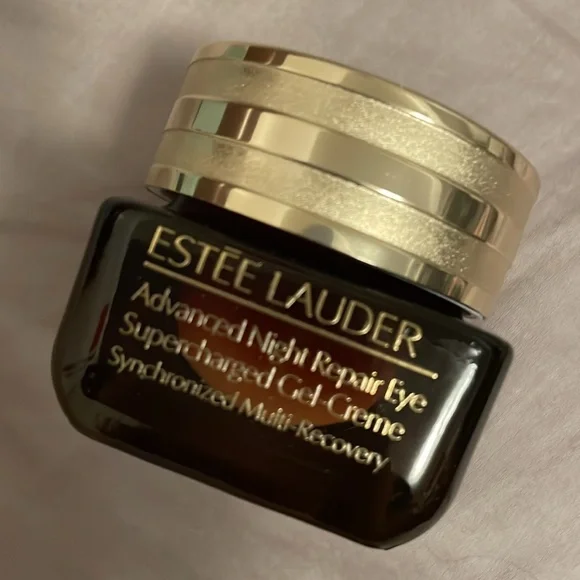 ESTĒE LAUDER
Advanced Night Repair Eye
Supercharged Gel-Creme
Synchronized Multi-Recovery